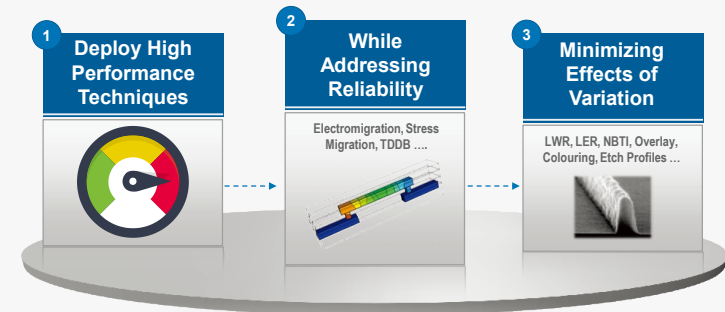 1
Deploy High
Performance
Techniques
2
While
Addressing
Reliability
Electromigration, Stress
Migration, TDDB ....
3
Minimizing
Effects of
Variation
LWR, LER, NBTI, Overlay,
Colouring, Etch Profiles ...